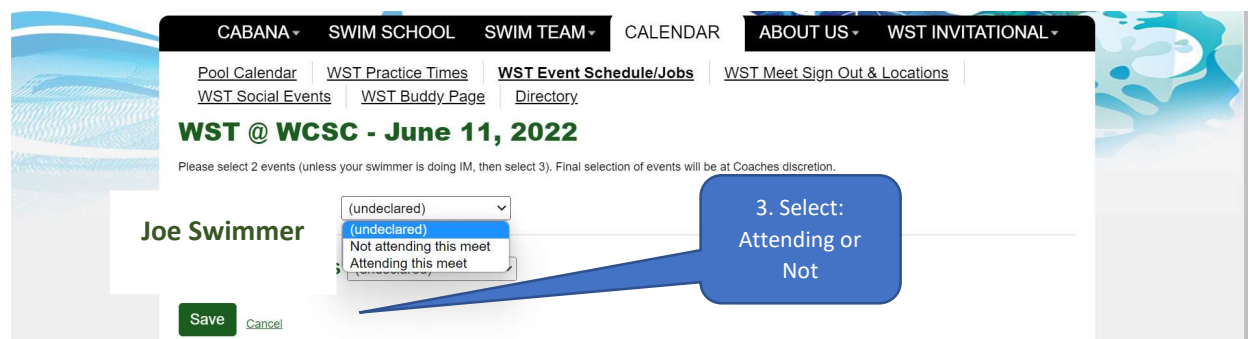 CABANA SWIM SCHOOL SWIM TEAM CALENDAR ABOUT US WST INVITATIONAL
Pool Calendar WST Practice Times WST Event Schedule/Jobs WST Meet Sign Out & Locations
WST Social Events WST Buddy Page Directory
WST @ WCSC - June 11, 2022
Please select 2 events (unless your swimmer is doing IM, then select 3). Final selection of events will be at Coaches discretion.
Joe Swimmer
(undeclared)
(undeclared)
Not attending this meet
Attending this meet
(undeclared)
3. Select:
Attending or
Not
Save Cancel